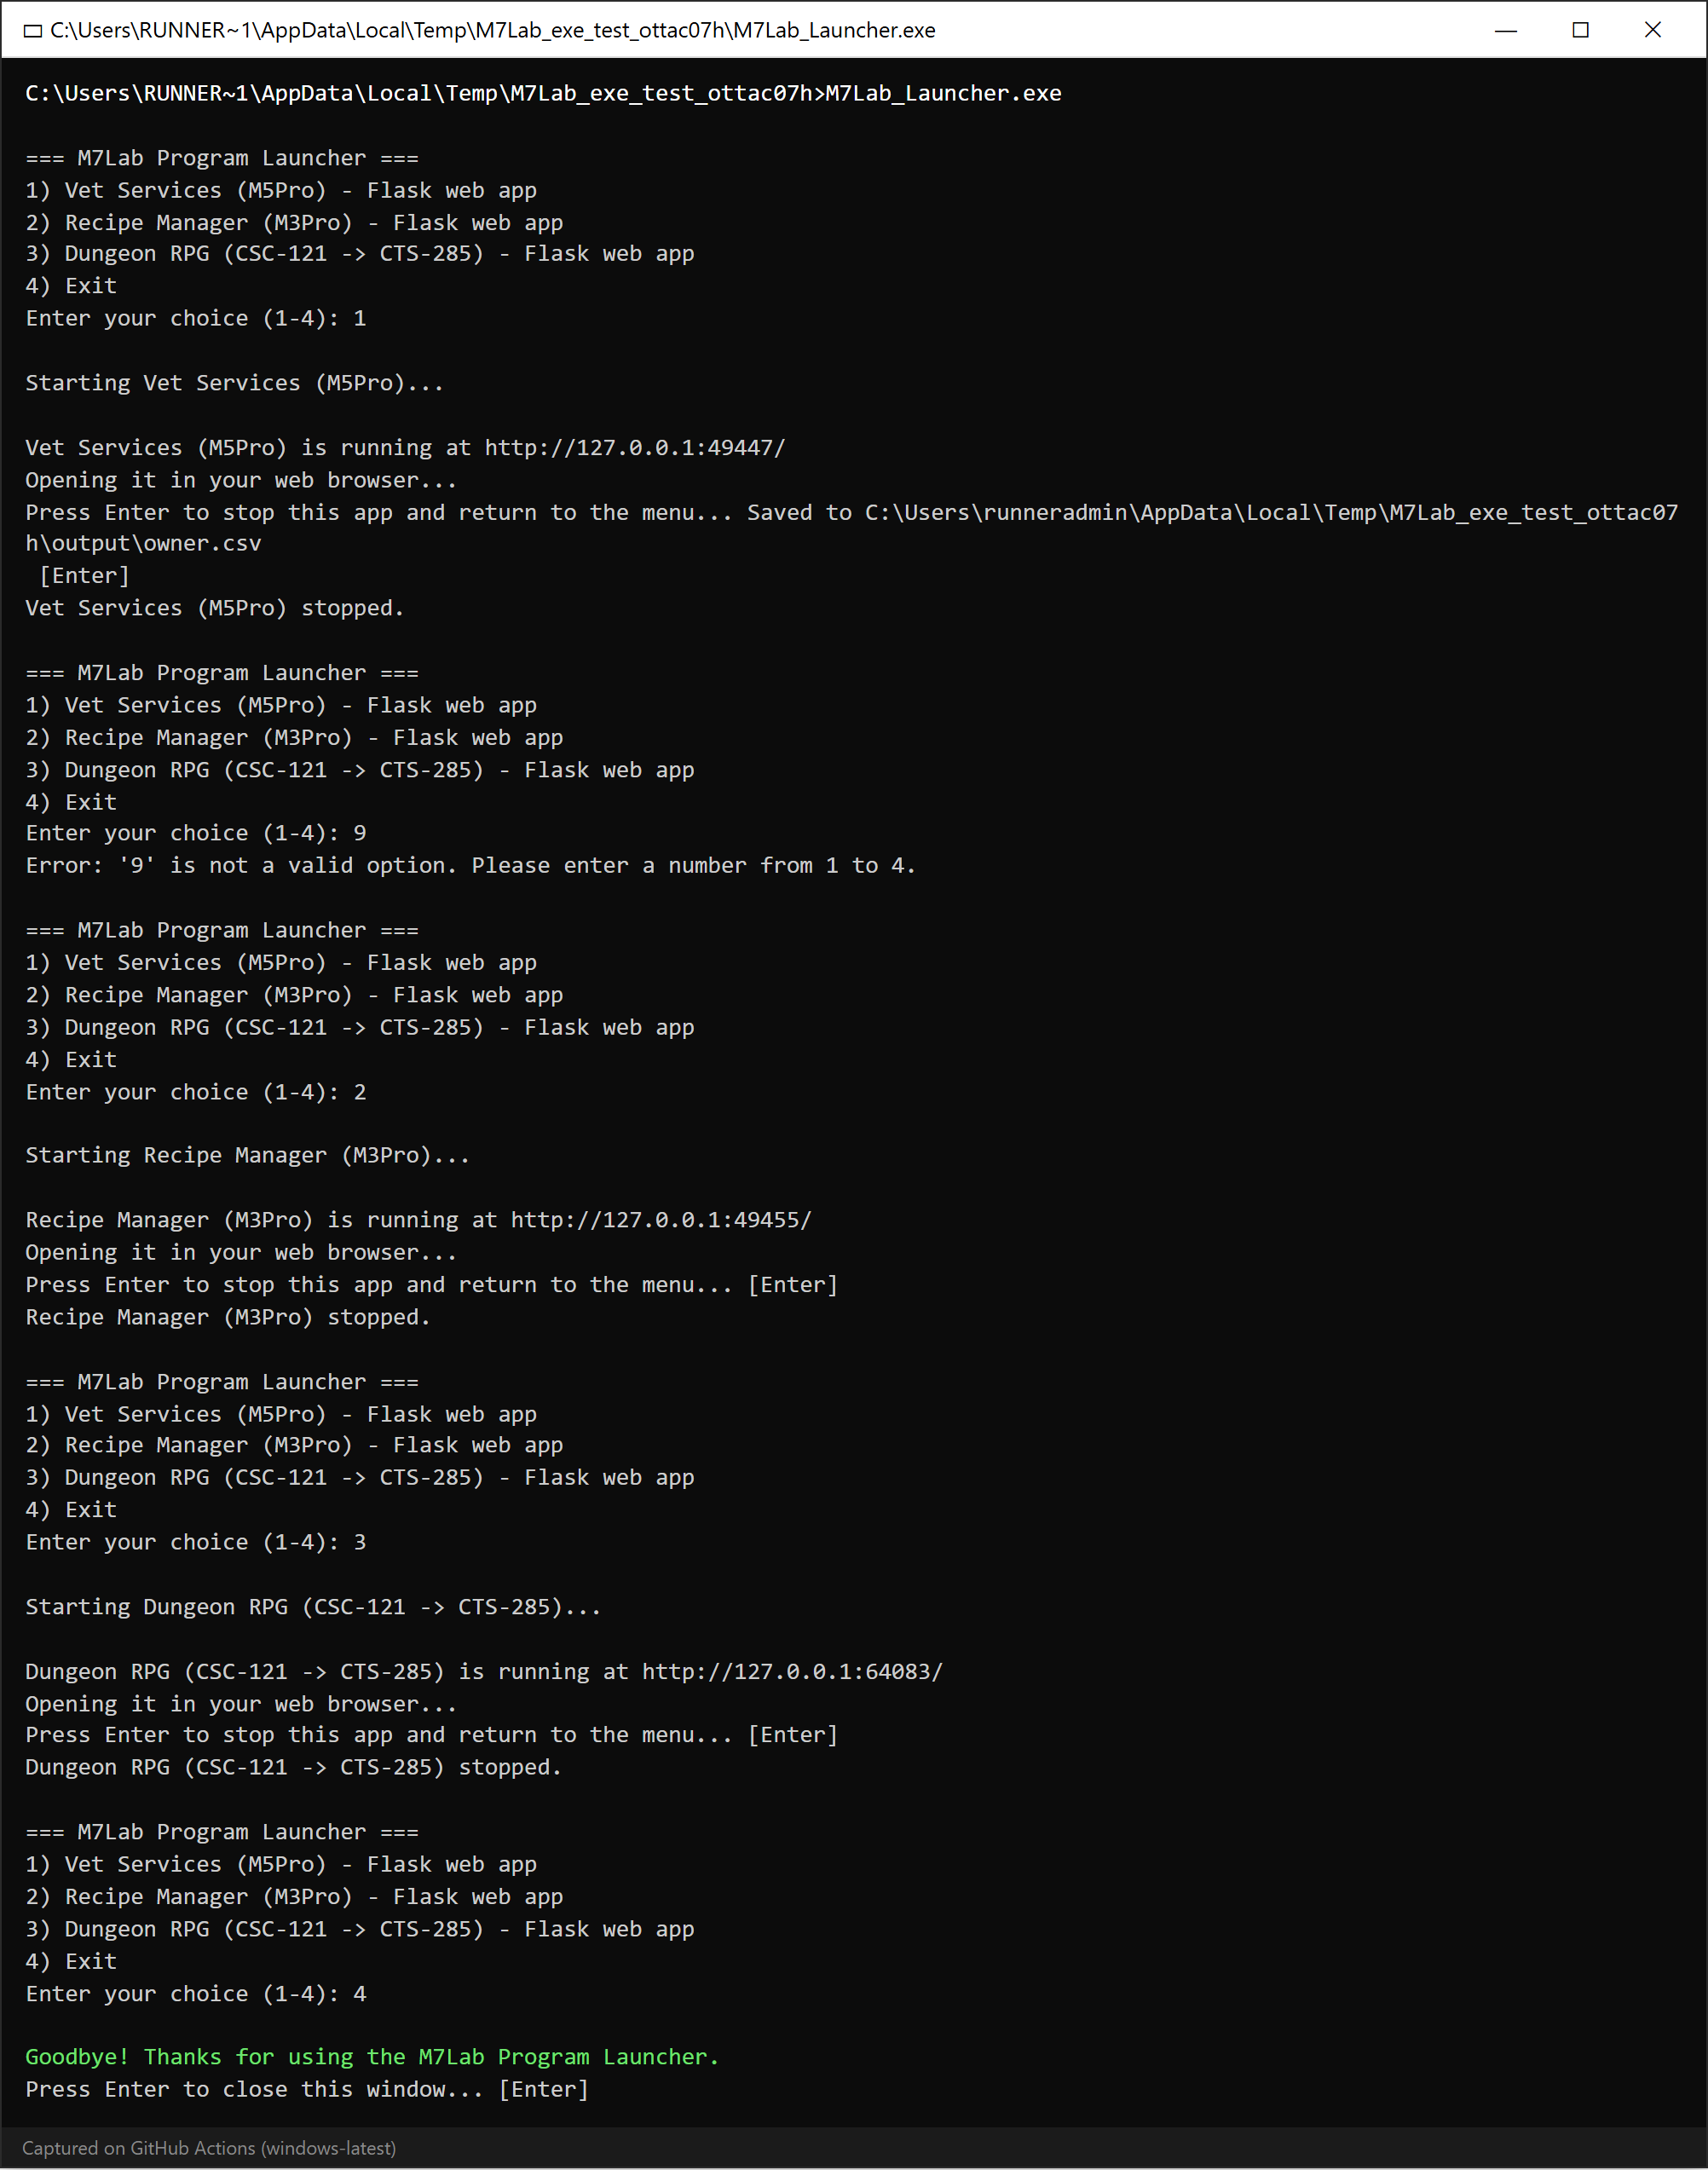 C:\Users\RUNNER~1\AppData\Local\Temp\M7Lab_exe_test_ottac07h\M7Lab_Launcher.exe
C:\Users\RUNNER~1\AppData\Local\Temp\M7Lab_exe_test_ottac07h>M7Lab_Launcher.exe
=== M7Lab Program Launcher ===
1) Vet Services (M5Pro) - Flask web app
2) Recipe Manager (M3Pro) - Flask web app
3) Dungeon RPG (CSC-121 -> CTS-285) - Flask web app
4) Exit
Enter your choice (1-4): 1
Starting Vet Services (M5Pro)...
Vet Services (M5Pro) is running at http://127.0.0.1:49447/
Opening it in your web browser...
Press Enter to stop this app and return to the menu... Saved to C:\Users\runneradmin\AppData\Local\Temp\M7Lab_exe_test_ottac07
h\output\owner.csv
[Enter]
Vet Services (M5Pro) stopped.
=== M7Lab Program Launcher ===
1) Vet Services (M5Pro) - Flask web app
2) Recipe Manager (M3Pro) - Flask web app
3) Dungeon RPG (CSC-121 -> CTS-285) - Flask web app
4) Exit
Enter your choice (1-4): 9
Error: '9' is not a valid option. Please enter a number from 1 to 4.
=== M7Lab Program Launcher ===
1) Vet Services (M5Pro) - Flask web app
2) Recipe Manager (M3Pro) - Flask web app
3) Dungeon RPG (CSC-121 -> CTS-285) - Flask web app
4) Exit
Enter your choice (1-4): 2
Starting Recipe Manager (M3Pro)...
Recipe Manager (M3Pro) is running at http://127.0.0.1:49455/
Opening it in your web browser...
Press Enter to stop this app and return to the menu... [Enter]
Recipe Manager (M3Pro) stopped.
=== M7Lab Program Launcher ===
1) Vet Services (M5Pro) - Flask web app
2) Recipe Manager (M3Pro) - Flask web app
3) Dungeon RPG (CSC-121 -> CTS-285) - Flask web app
4) Exit
Enter your choice (1-4): 3
Starting Dungeon RPG (CSC-121 -> CTS-285)...
Dungeon RPG (CSC-121 -> CTS-285) is running at http://127.0.0.1:64083/
Opening it in your web browser...
Press Enter to stop this app and return to the menu... [Enter]
Dungeon RPG (CSC-121 -> CTS-285) stopped.
=== M7Lab Program Launcher ===
1) Vet Services (M5Pro) - Flask web app
2) Recipe Manager (M3Pro) - Flask web app
3) Dungeon RPG (CSC-121 -> CTS-285) - Flask web app
4) Exit
Enter your choice (1-4): 4
Goodbye! Thanks for using the M7Lab Program Launcher.
Press Enter to close this window... [Enter]
Captured on GitHub Actions (windows-latest)